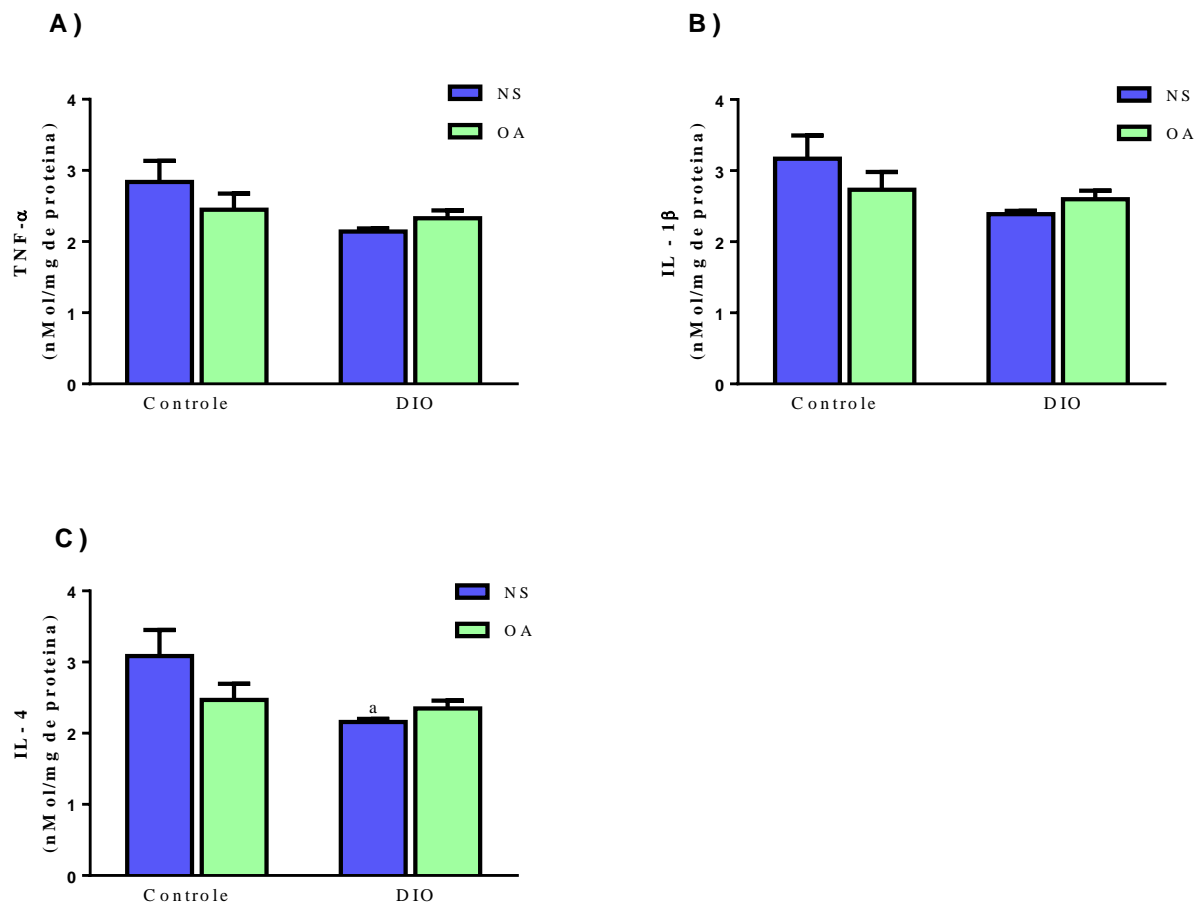 A)
NS
OA
TNF-α
(nMol/mg de proteina)
4
3
2
1
0
Controle DIO
B)
NS
OA
IL - 1β
(nMol/mg de proteina)
4
3
2
1
0
Controle DIO
C)
NS
OA
IL - 4
(nMol/mg de proteina)
4
3
2
1
0
a
Controle DIO